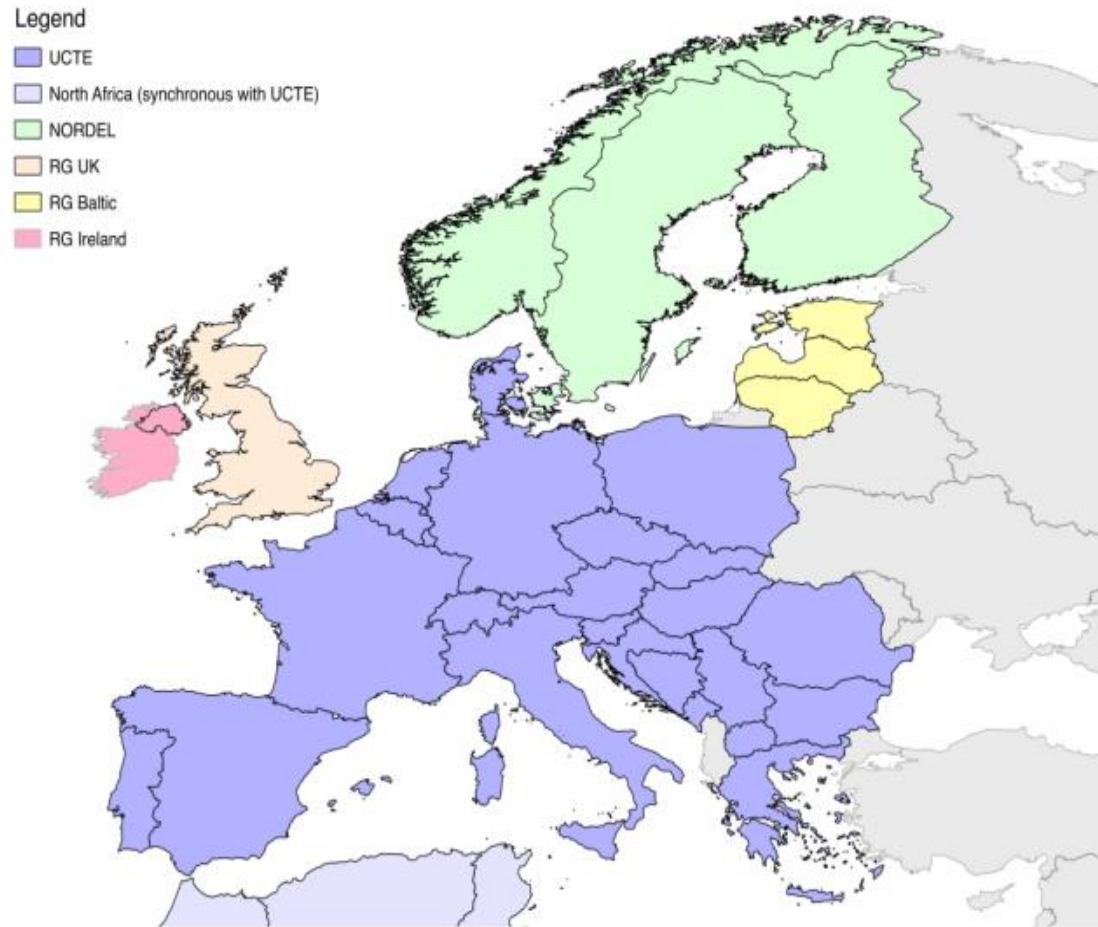 Legend
UCTE
North Africa (synchronous with UCTE)
NORDEL
RG UK
RG Baltic
RG Ireland